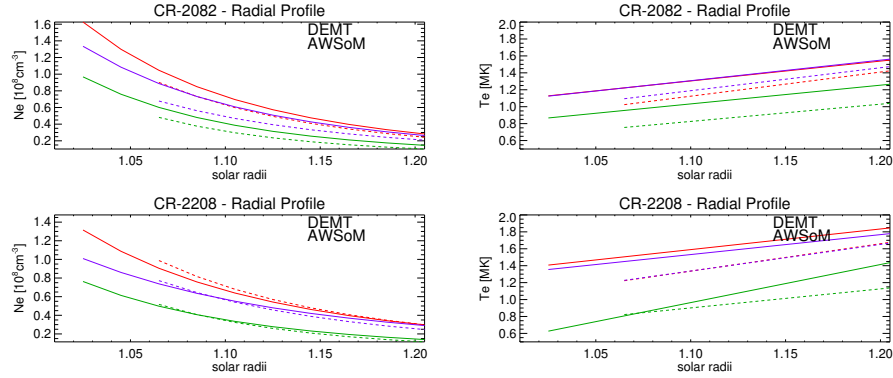 CR-2082 - Radial Profile
1.6
1.4
1.2
1.0
0.8
0.6
0.4
0.2
Ne [10⁸cm⁻³]
DEMT
AWSoM
1.05 1.10 1.15 1.20
solar radii
CR-2082 - Radial Profile
2.0
1.8
1.6
1.4
1.2
1.0
0.8
0.6
Te [MK]
DEMT
AWSoM
1.05 1.10 1.15 1.20
solar radii
CR-2208 - Radial Profile
1.4
1.2
1.0
0.8
0.6
0.4
0.2
Ne [10⁸cm⁻³]
DEMT
AWSoM
1.05 1.10 1.15 1.20
solar radii
CR-2208 - Radial Profile
2.0
1.8
1.6
1.4
1.2
1.0
0.8
0.6
Te [MK]
DEMT
AWSoM
1.05 1.10 1.15 1.20
solar radii